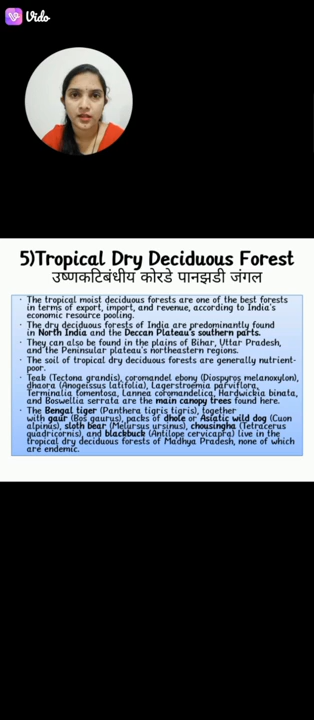 Vido
5)Tropical Dry Deciduous Forest
उष्णकटिबंधीय कोरडे पानझडी जंगल
• The tropical moist deciduous forests are one of the best forests
in terms of export, import, and revenue, according to India's
economic resource pooling.
• The dry deciduous forests of India are predominantly found
in North India and the Deccan Plateau's southern parts.
• They can also be found in the plains of Bihar, Uttar Pradesh,
and the Peninsular plateau's northeastern regions.
• The soil of tropical dry deciduous forests are generally nutrient-
poor.
• Teak (Tectona grandis), coromandel ebony (Diospyros melanoxylon),
dhaora (Anogeissus latifolia), Lagerstroemia parviflora,
Terminalia tomentosa, Lannea coromandelica, Hardwickia binata,
and Boswellia serrata are the main canopy trees found here.
• The Bengal tiger (Panthera tigris tigris), together
with gaur (Bos gaurus), packs of dhole or Asiatic wild dog (Cuon
alpinus), sloth bear (Melursus ursinus), chousingha (Tetracerus
quadricornis), and blackbuck (Antilope cervicapra) live in the
tropical dry deciduous forests of Madhya Pradesh, none of which
are endemic.